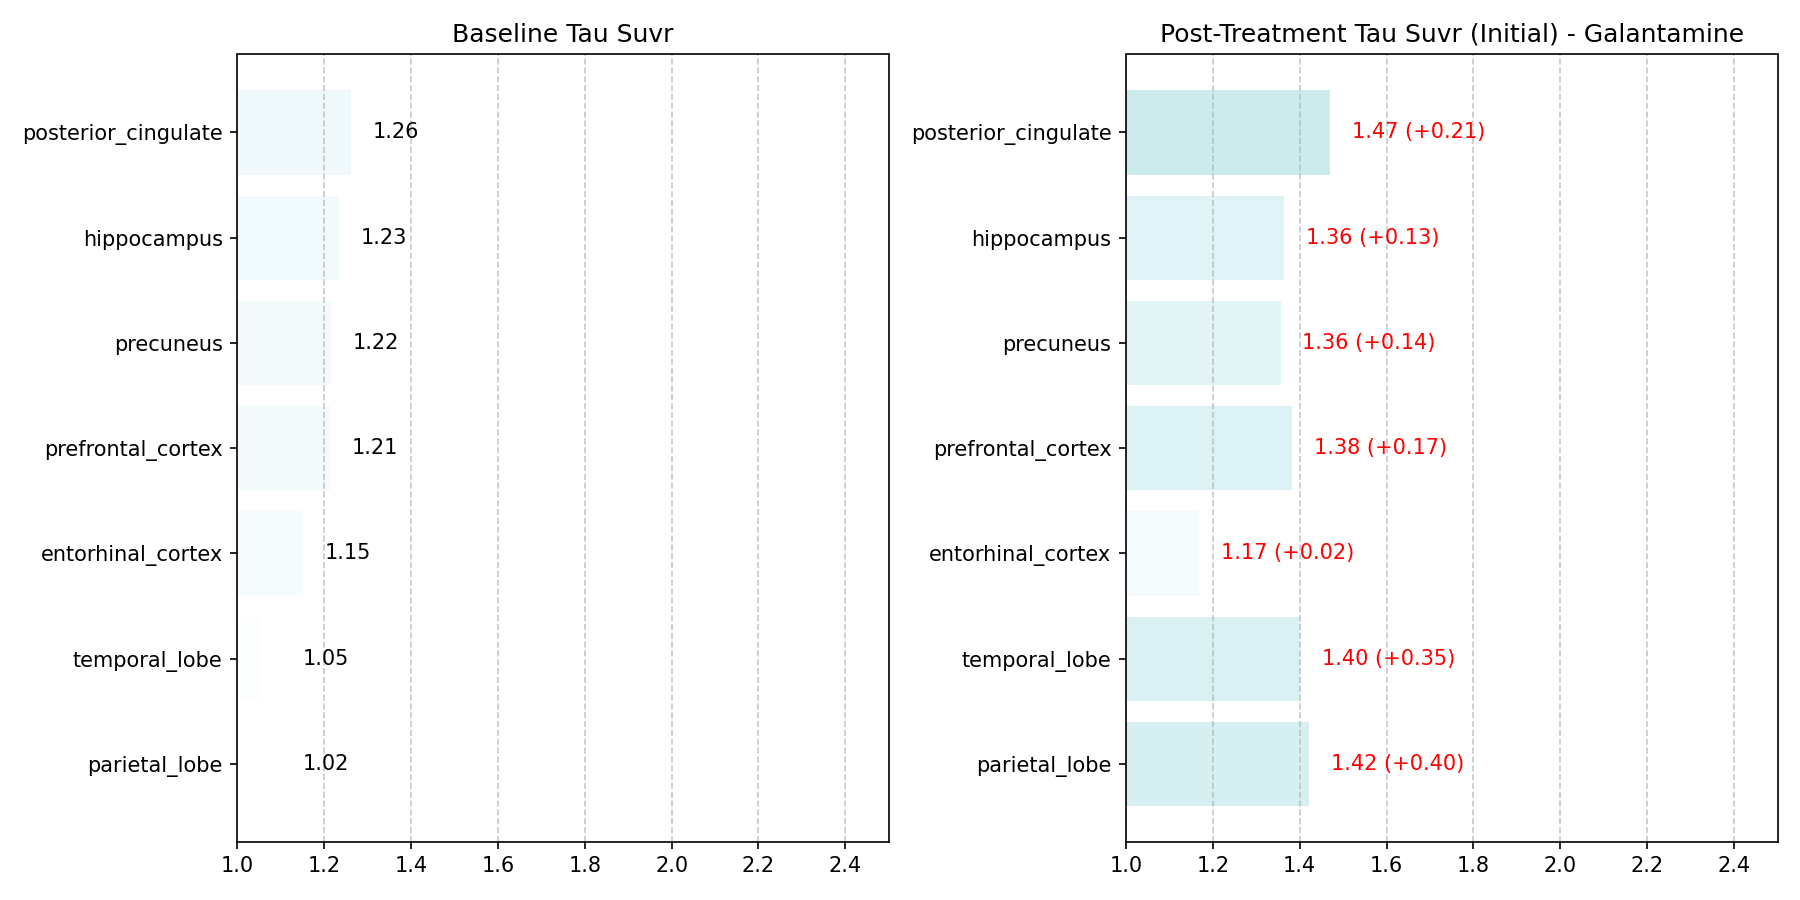 Baseline Tau Suvr
posterior_cingulate
1.26
hippocampus
1.23
precuneus
1.22
prefrontal_cortex
1.21
entorhinal_cortex
1.15
temporal_lobe
1.05
parietal_lobe
1.02
1.0 1.2 1.4 1.6 1.8 2.0 2.2 2.4
Post-Treatment Tau Suvr (Initial) - Galantamine
posterior_cingulate
1.47 (+0.21)
hippocampus
1.36 (+0.13)
precuneus
1.36 (+0.14)
prefrontal_cortex
1.38 (+0.17)
entorhinal_cortex
1.17 (+0.02)
temporal_lobe
1.40 (+0.35)
parietal_lobe
1.42 (+0.40)
1.0 1.2 1.4 1.6 1.8 2.0 2.2 2.4